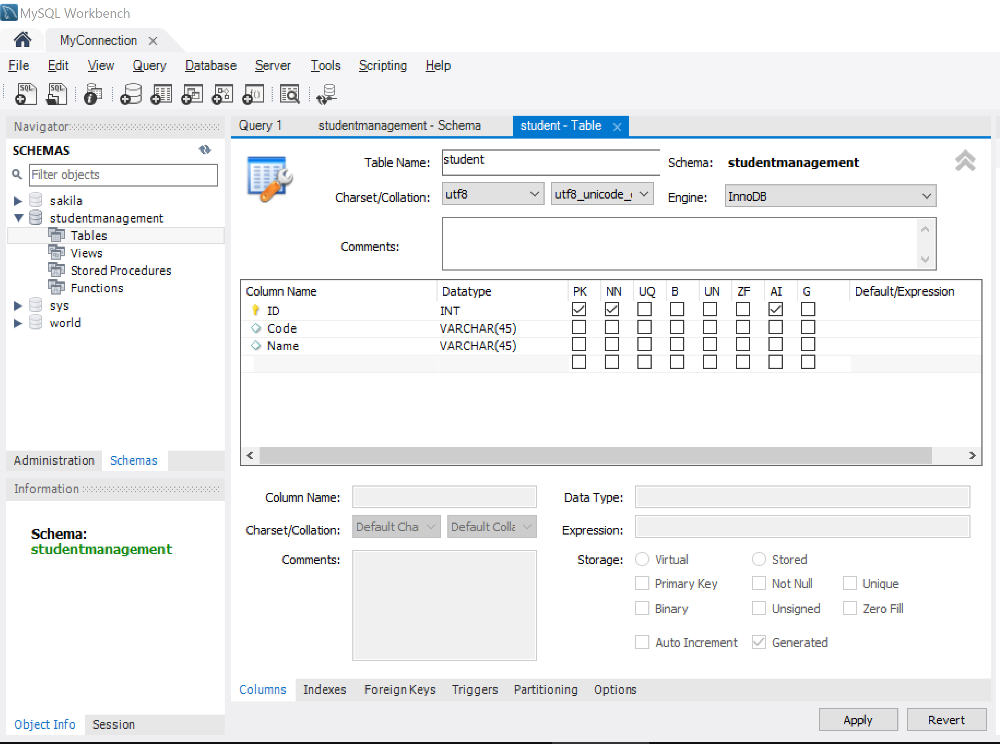 MySQL Workbench
MyConnection
File Edit View Query Database Server Tools Scripting Help
SQL SQL f()
Navigator
SCHEMAS
Filter objects
sakila
studentmanagement
Tables
Views
Stored Procedures
Functions
sys
world
Administration Schemas
Information
Schema:
studentmanagement
Object Info Session
Query 1 studentmanagement - Schema student - Table
Table Name: student Schema: studentmanagement
Charset/Collation: utf8 utf8_unicode_ Engine: InnoDB
Comments:
Column Name Datatype PK NN UQ B UN ZF AI G Default/Expression
ID INT
Code VARCHAR(45)
Name VARCHAR(45)
Column Name: Data Type:
Charset/Collation: Default Cha Default Colla Expression:
Comments: Storage: Virtual Stored
Primary Key Not Null Unique
Binary Unsigned Zero Fill
Auto Increment Generated
Columns Indexes Foreign Keys Triggers Partitioning Options
Apply Revert